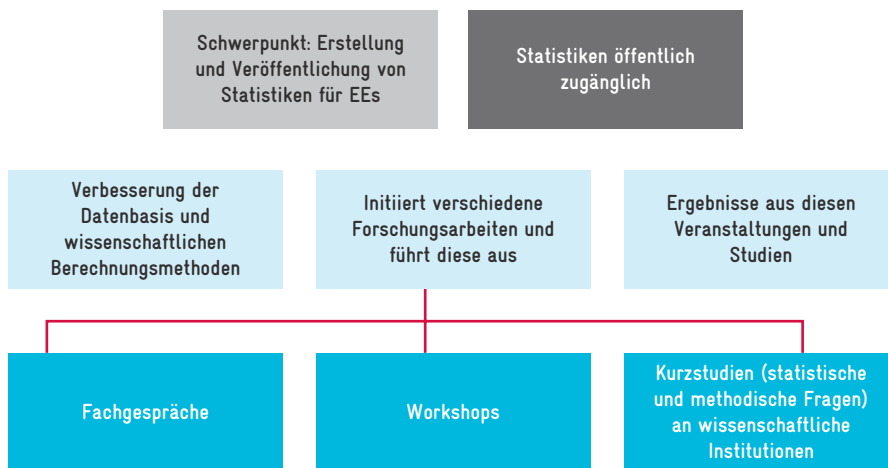 Schwerpunkt: Erstellung
und Veröffentlichung von
Statistiken für EEs
Statistiken öffentlich
zugänglich
Verbesserung der
Datenbasis und
wissenschaftlichen
Berechnungsmethoden
Initiiert verschiedene
Forschungsarbeiten und
führt diese aus
Ergebnisse aus diesen
Veranstaltungen und
Studien
Fachgespräche
Workshops
Kurzstudien (statistische
und methodische Fragen)
an wissenschaftliche
Institutionen